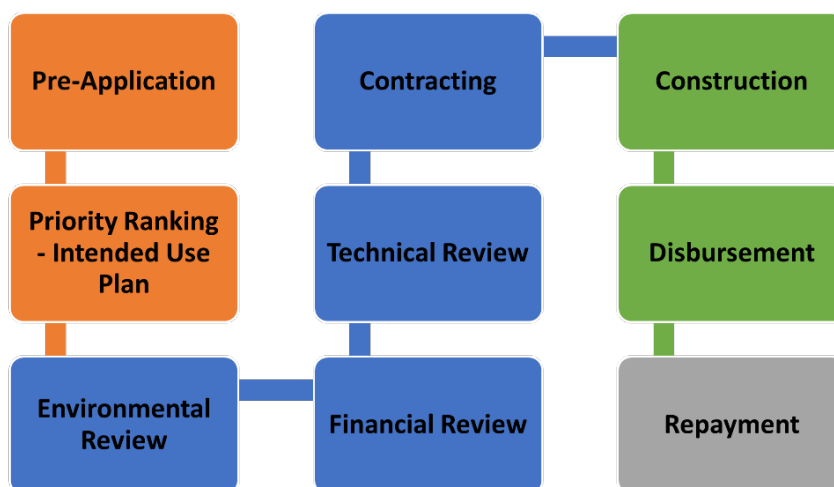 Pre-Application
Priority Ranking
- Intended Use
Plan
Environmental
Review
Financial Review
Technical Review
Contracting
Construction
Disbursement
Repayment